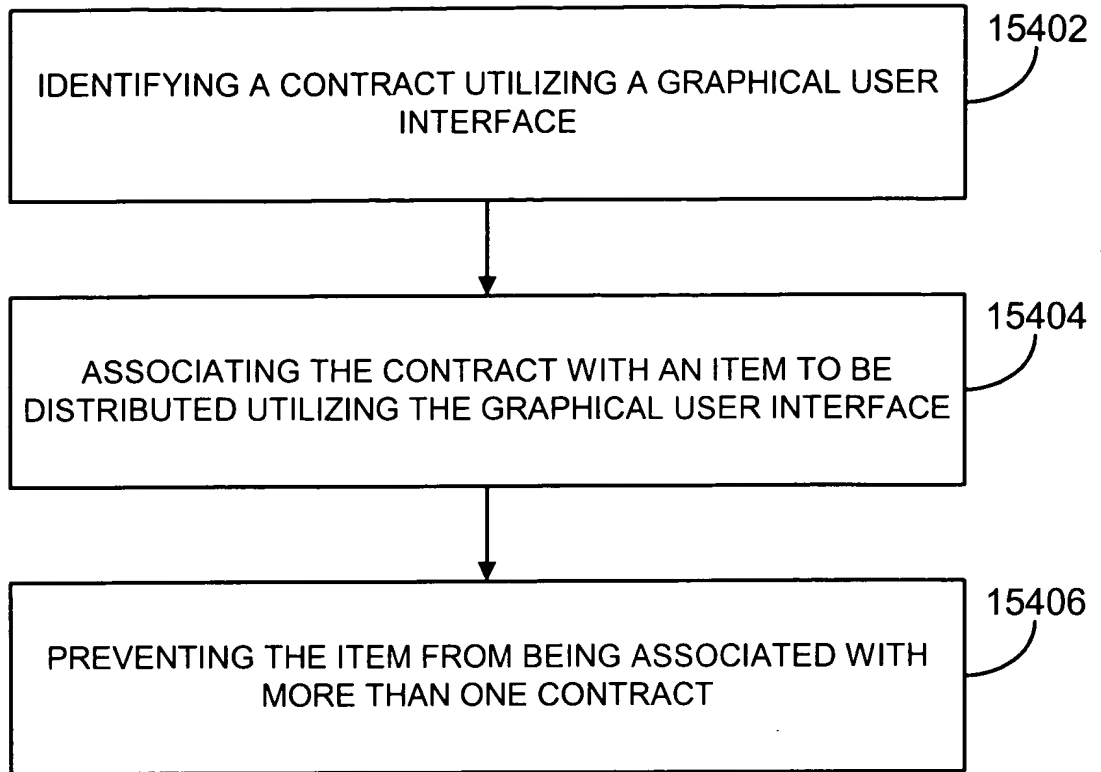 15402
IDENTIFYING A CONTRACT UTILIZING A GRAPHICAL USER
INTERFACE
15404
ASSOCIATING THE CONTRACT WITH AN ITEM TO BE
DISTRIBUTED UTILIZING THE GRAPHICAL USER INTERFACE
15406
PREVENTING THE ITEM FROM BEING ASSOCIATED WITH
MORE THAN ONE CONTRACT